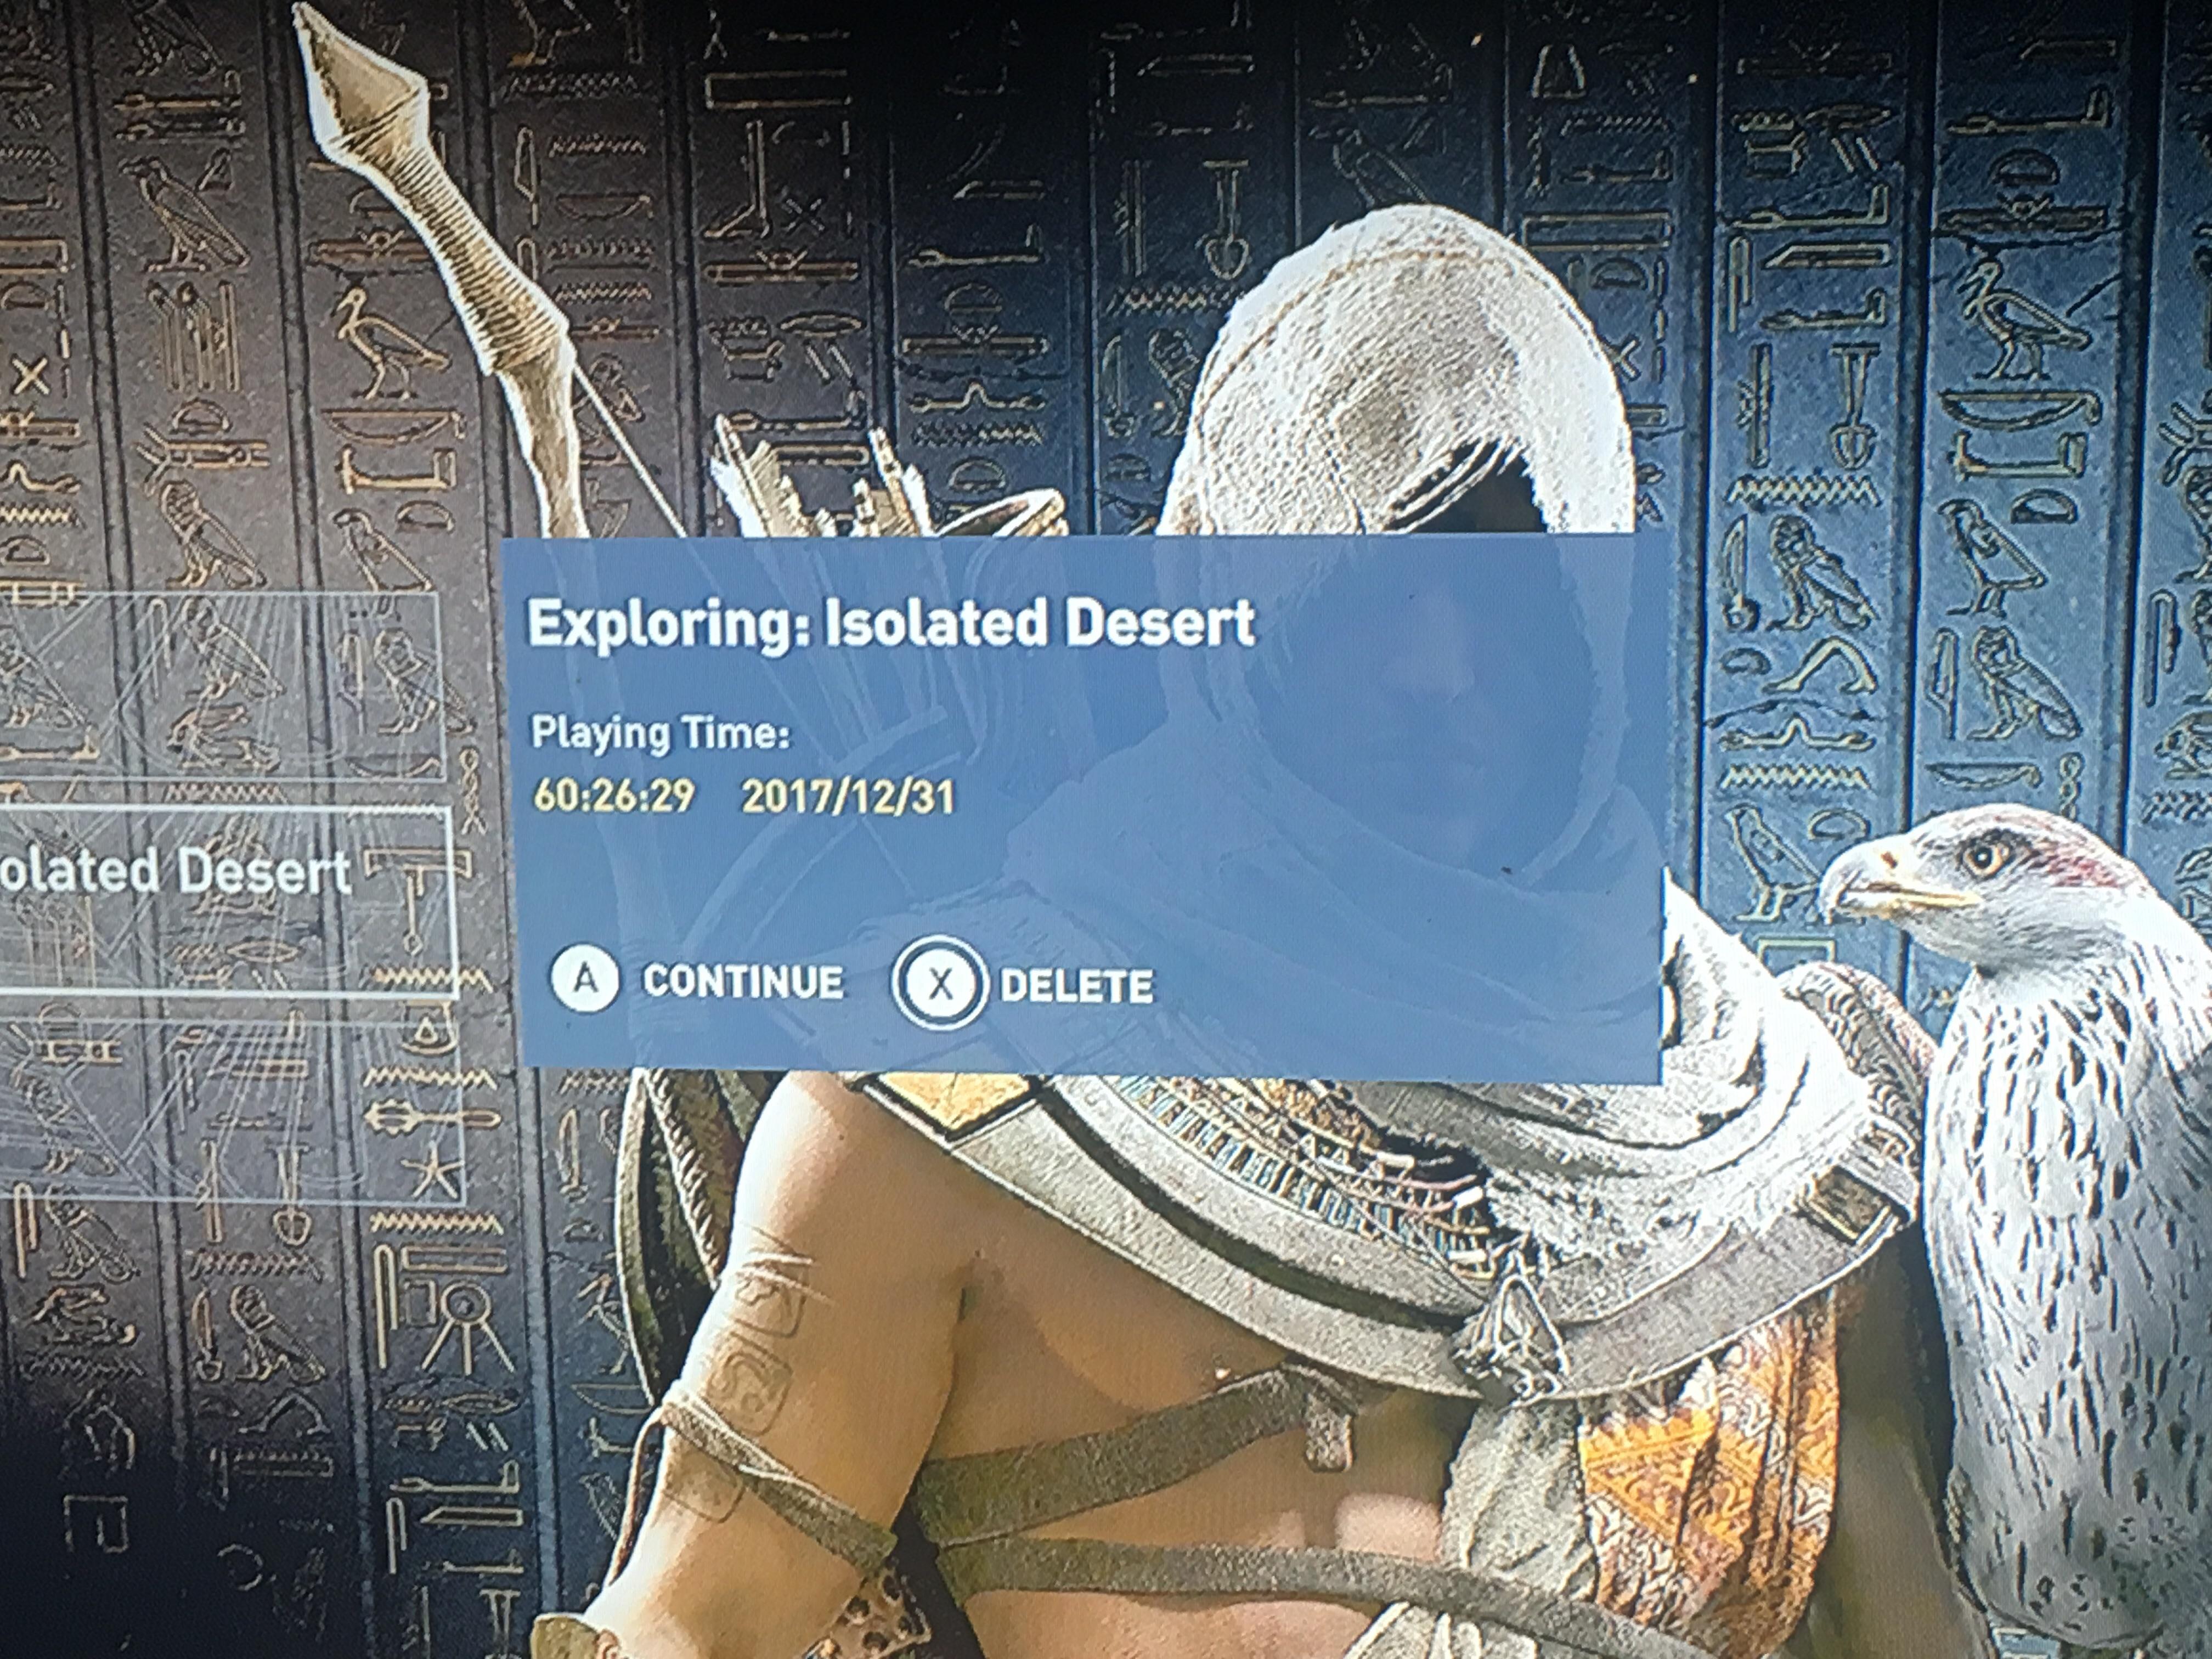 Exploring: Isolated Desert
Playing Time:
60:26:29 2017/12/31
olated Desert
A CONTINUE X DELETE